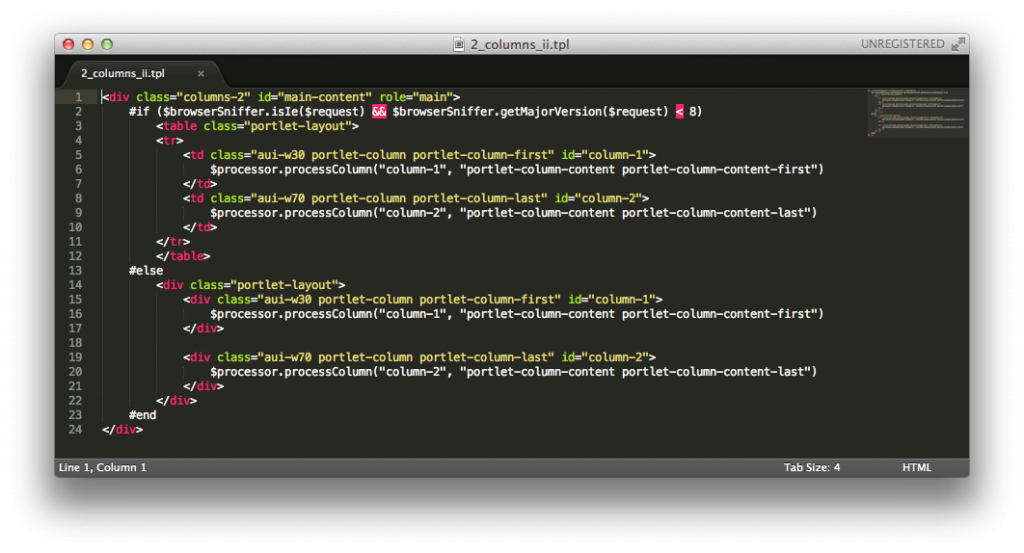 2_columns_ii.tpl
UNREGISTERED
2_columns_ii.tpl ×
1 <div class="columns-2" id="main-content" role="main">
2 #if ($browserSniffer.isIe($request) && $browserSniffer.getMajorVersion($request) < 8)
3 <table class="portlet-layout">
4 <tr>
5 <td class="aui-w30 portlet-column portlet-column-first" id="column-1">
6 $processor.processColumn("column-1", "portlet-column-content portlet-column-content-first")
7 </td>
8 <td class="aui-w70 portlet-column portlet-column-last" id="column-2">
9 $processor.processColumn("column-2", "portlet-column-content portlet-column-content-last")
10 </td>
11 </tr>
12 </table>
13 #else
14 <div class="portlet-layout">
15 <div class="aui-w30 portlet-column portlet-column-first" id="column-1">
16 $processor.processColumn("column-1", "portlet-column-content portlet-column-content-first")
17 </div>
18
19 <div class="aui-w70 portlet-column portlet-column-last" id="column-2">
20 $processor.processColumn("column-2", "portlet-column-content portlet-column-content-last")
21 </div>
22 </div>
23 #end
24 </div>
Line 1, Column 1
Tab Size: 4
HTML